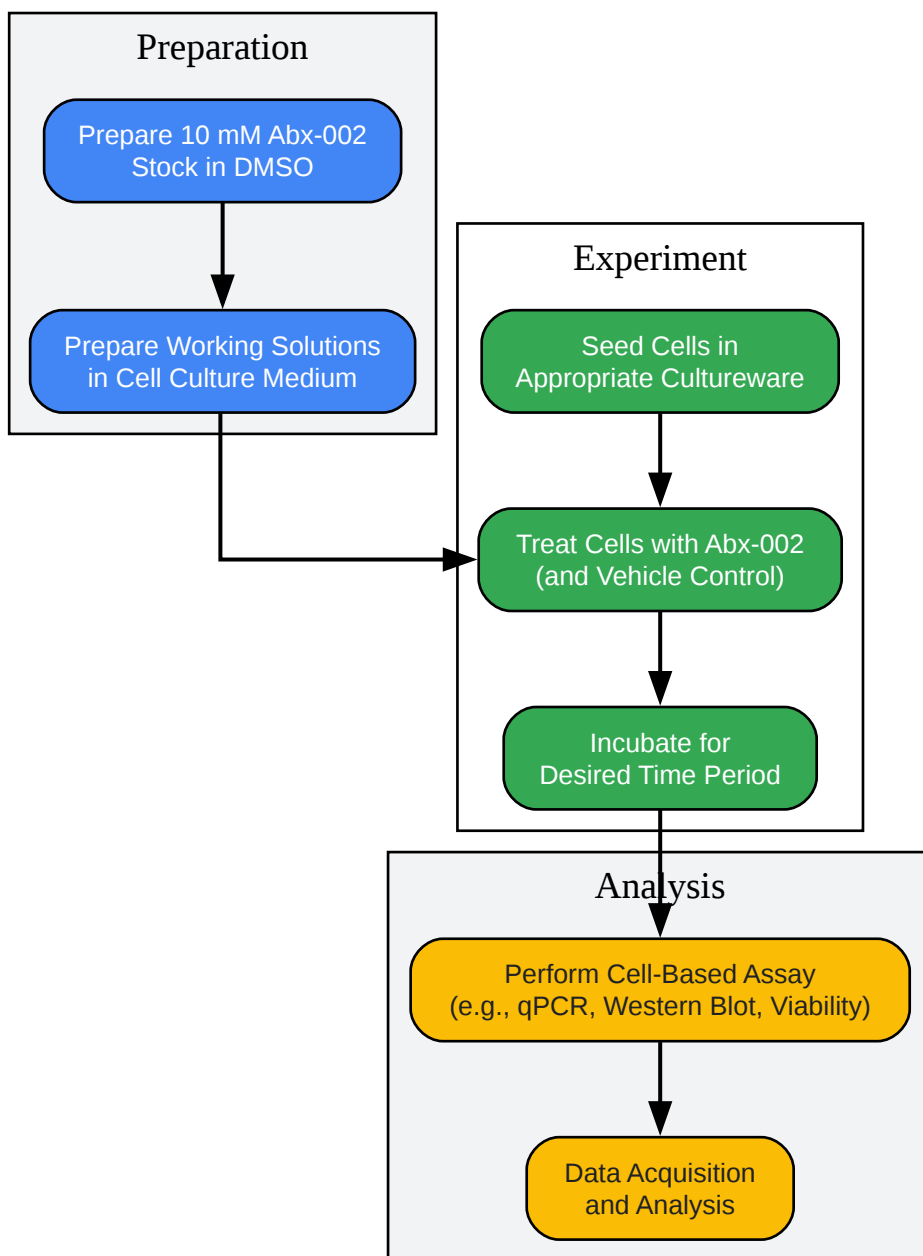 Preparation
Prepare 10 mM Abx-002
Stock in DMSO
Prepare Working Solutions
in Cell Culture Medium
Experiment
Seed Cells in
Appropriate Cultureware
Treat Cells with Abx-002
(and Vehicle Control)
Incubate for
Desired Time Period
Analysis
Perform Cell-Based Assay
(e.g., qPCR, Western Blot, Viability)
Data Acquisition
and Analysis